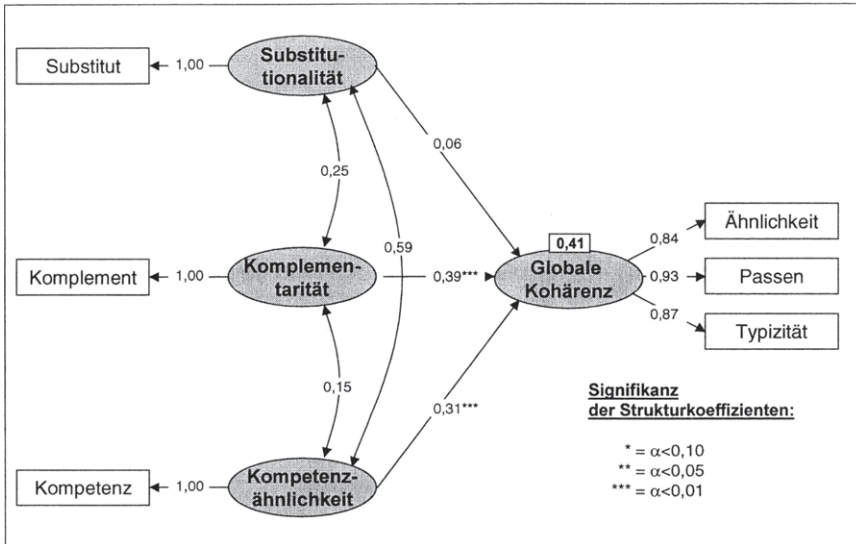 Substitut
1,00
Substitu-
tionalität
0,06
0,25
0,59
Komplement
1,00
Komplemen-
tarität
0,39***
0,41
Globale
Kohärenz
0,84
Ähnlichkeit
0,93
Passen
0,87
Typizität
0,15
0,31***
Kompetenz
1,00
Kompetenz-
ähnlichkeit
Signifikanz
der Strukturkoeffizienten:
* = α<0,10
** = α<0,05
*** = α<0,01